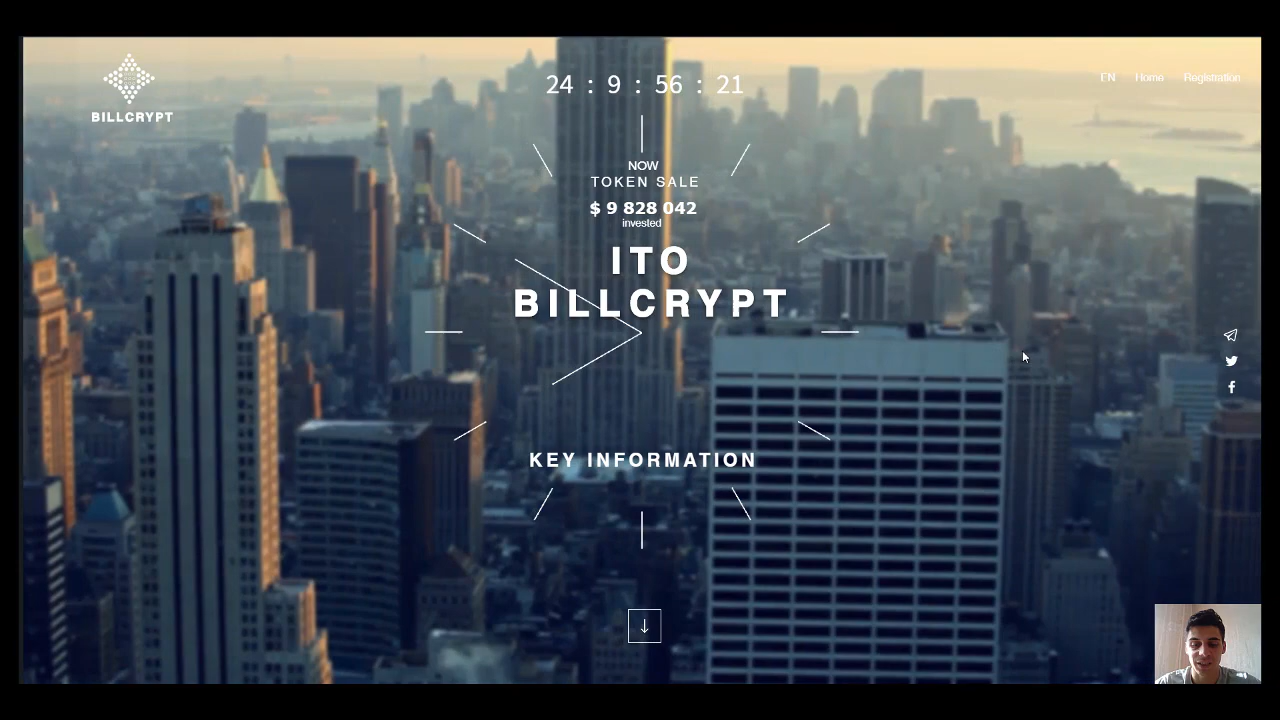 BILLCRYPT
24 : 9 : 56 : 21
EN Home Registration
NOW
TOKEN SALE
$ 9 828 042
invested
ITO
BILLCRYPT
KEY INFORMATION